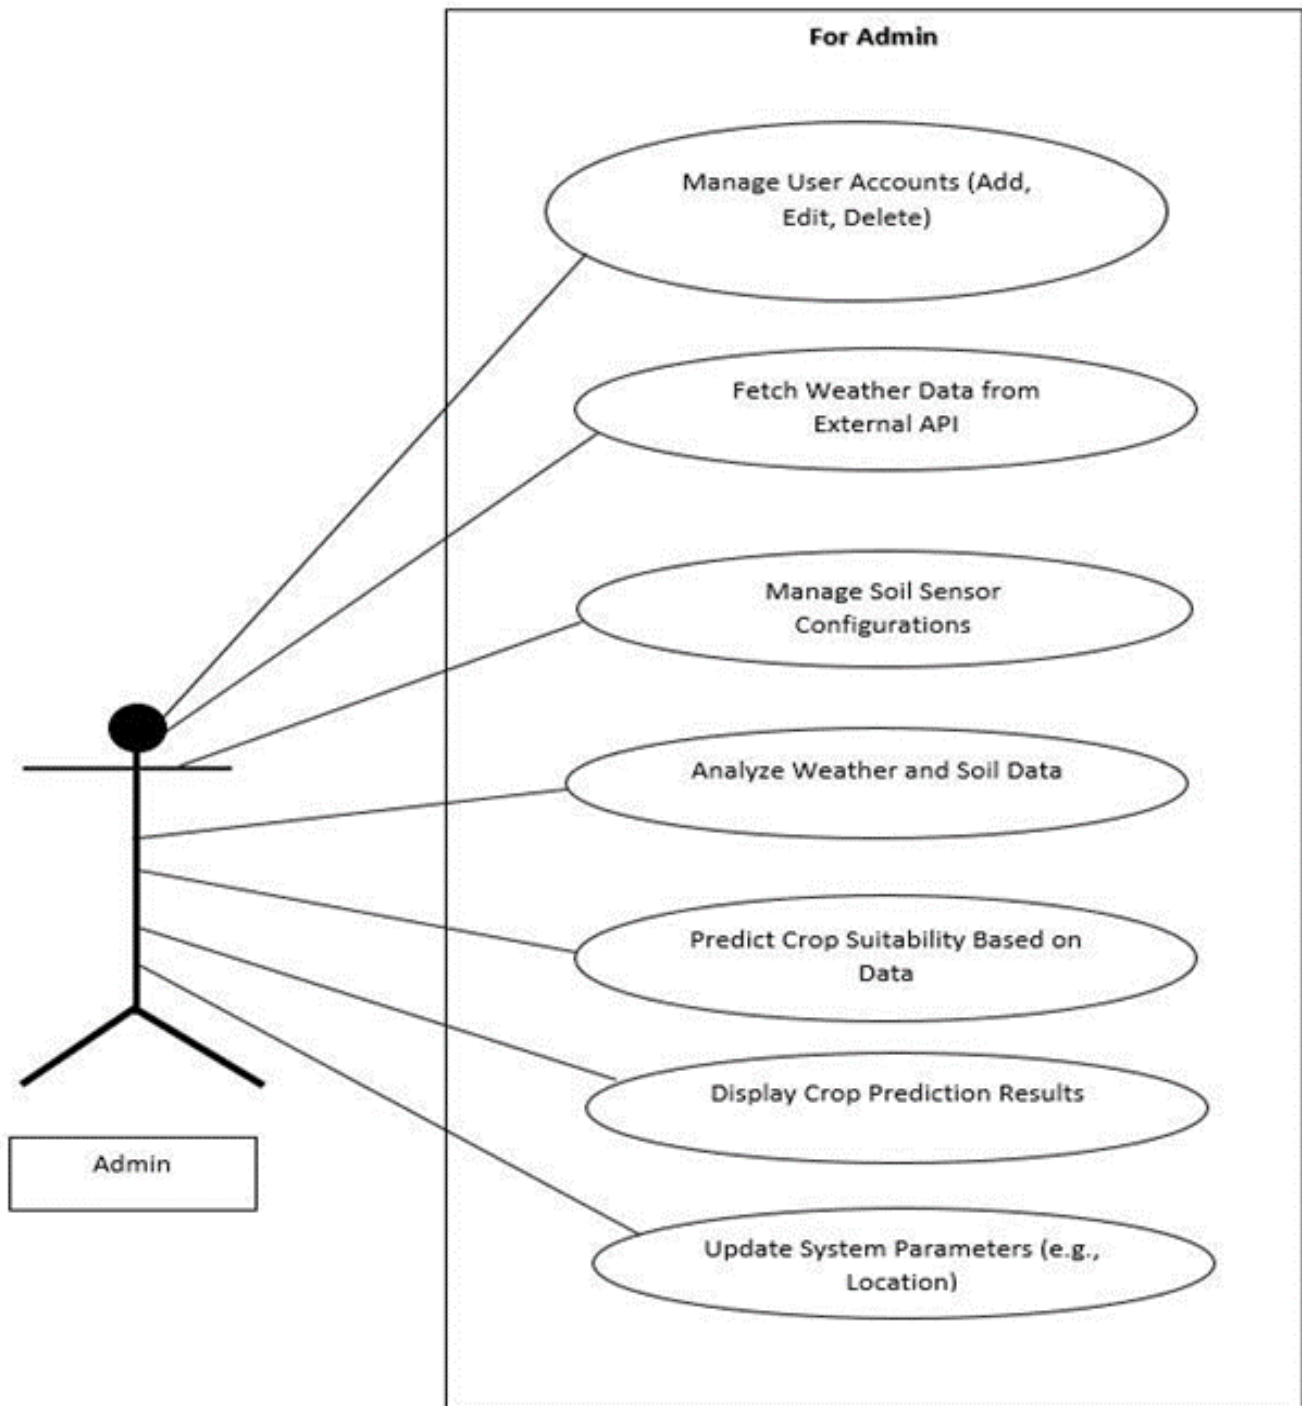 For Admin
Manage User Accounts (Add,
Edit, Delete)
Fetch Weather Data from
External API
Manage Soil Sensor
Configurations
Analyze Weather and Soil Data
Predict Crop Suitability Based on
Data
Display Crop Prediction Results
Admin
Update System Parameters (e.g.,
Location)